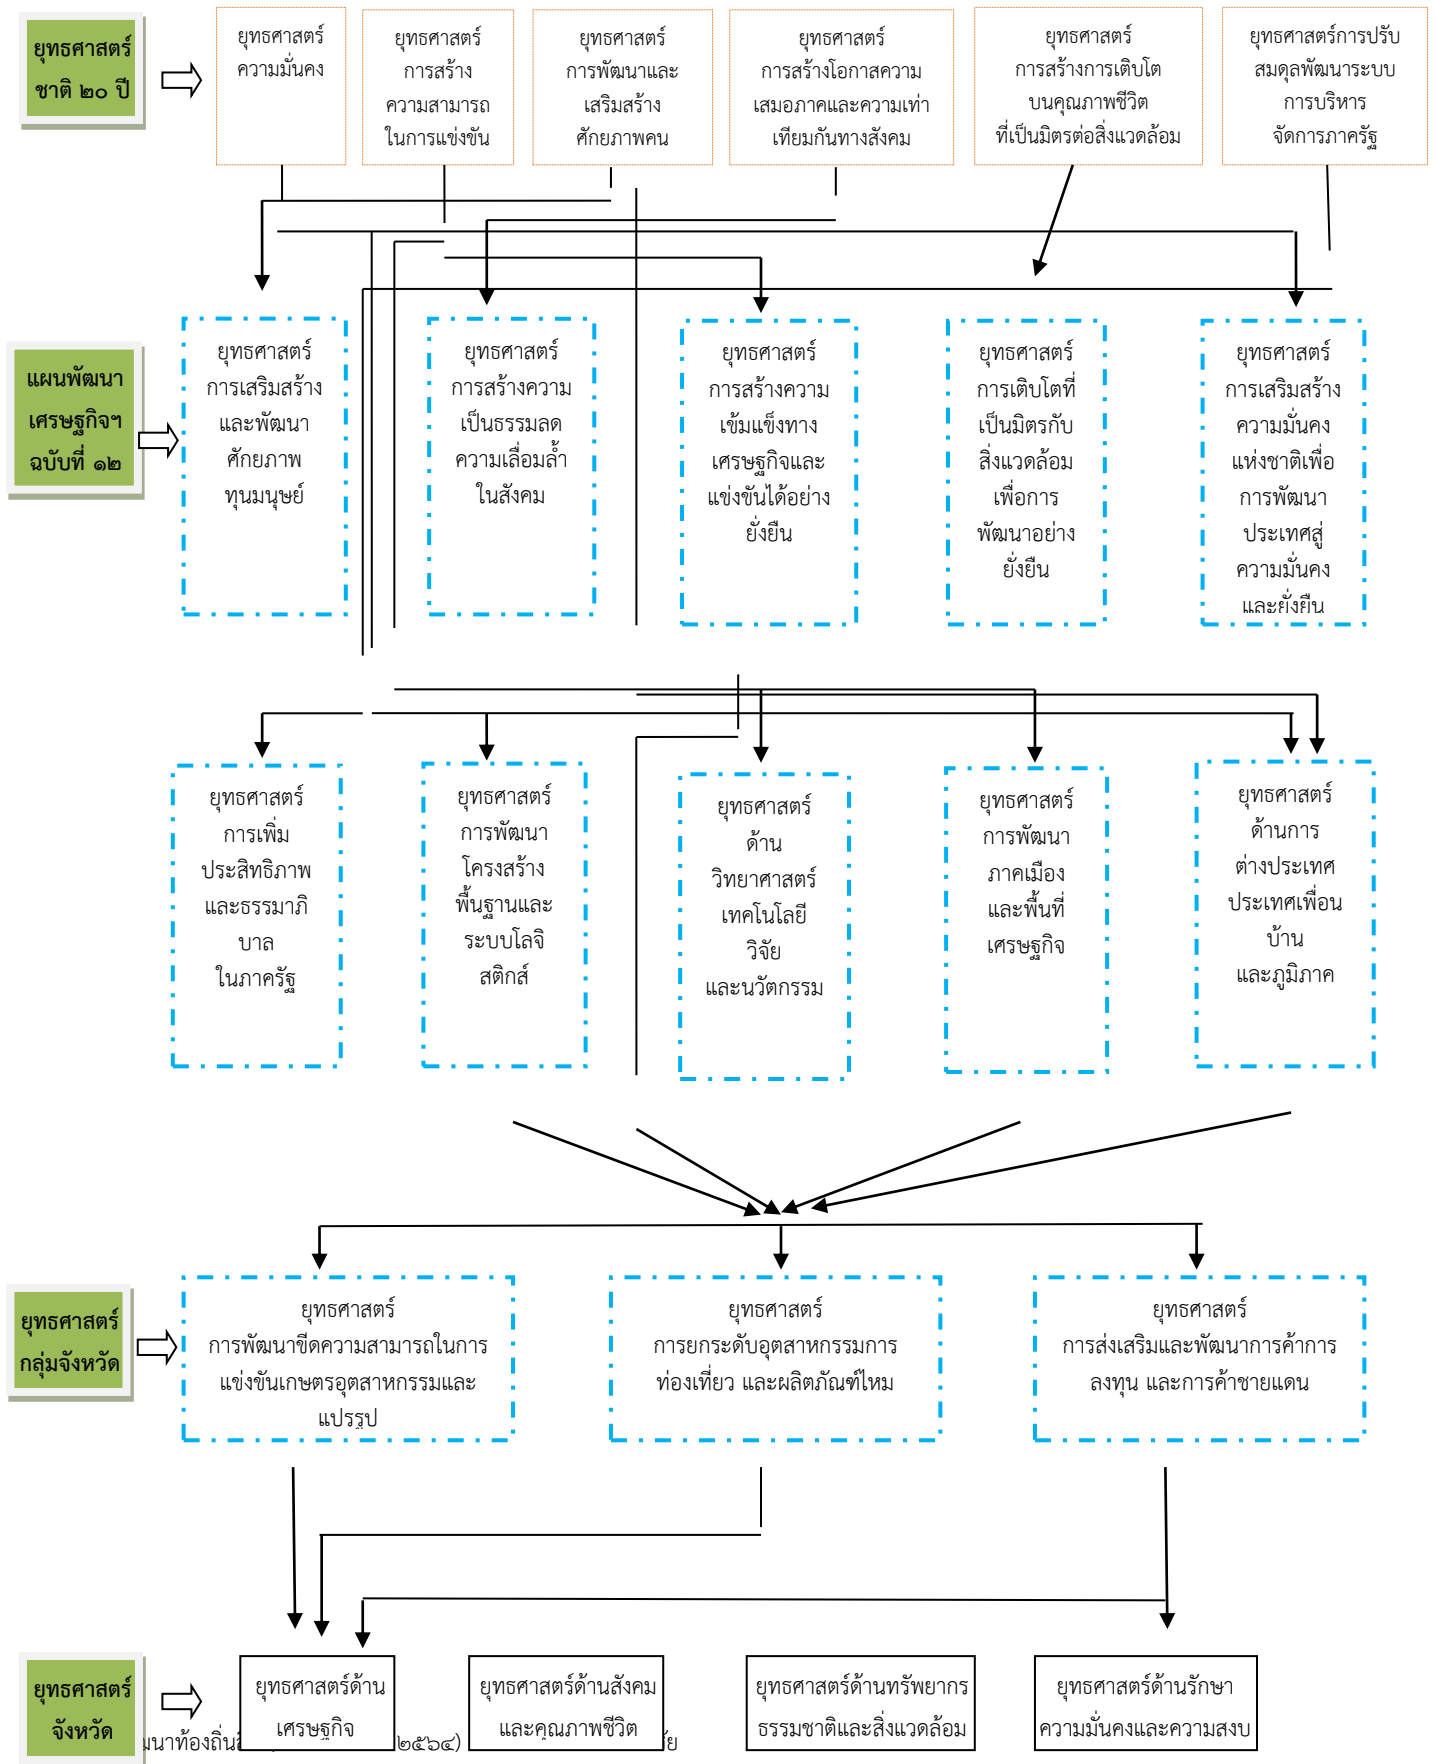 ยุทธศาสตร์
ชาติ ๒๐ ปี
ยุทธศาสตร์
ความมั่นคง
ยุทธศาสตร์
การสร้าง
ความสามารถ
ในการแข่งขัน
ยุทธศาสตร์
การพัฒนาและ
เสริมสร้าง
ศักยภาพคน
ยุทธศาสตร์
การสร้างโอกาสความ
เสมอภาคและความเท่า
เทียมกันทางสังคม
ยุทธศาสตร์
การสร้างการเติบโต
บนคุณภาพชีวิต
ที่เป็นมิตรต่อสิ่งแวดล้อม
ยุทธศาสตร์การปรับ
สมดุลพัฒนาระบบ
การบริหาร
จัดการภาครัฐ
แผนพัฒนา
เศรษฐกิจฯ
ฉบับที่ ๑๒
ยุทธศาสตร์
การเสริมสร้าง
และพัฒนา
ศักยภาพ
ทุนมนุษย์
ยุทธศาสตร์
การสร้างความ
เป็นธรรมลด
ความเลื่อมล้ำ
ในสังคม
ยุทธศาสตร์
การสร้างความ
เข้มแข็งทาง
เศรษฐกิจและ
แข่งขันได้อย่าง
ยั่งยืน
ยุทธศาสตร์
การเติบโตที่
เป็นมิตรกับ
สิ่งแวดล้อม
เพื่อการ
พัฒนาอย่าง
ยั่งยืน
ยุทธศาสตร์
การเสริมสร้าง
ความมั่นคง
แห่งชาติเพื่อ
การพัฒนา
ประเทศสู่
ความมั่นคง
และยั่งยืน
ยุทธศาสตร์
การเพิ่ม
ประสิทธิภาพ
และธรรมาภิ
บาล
ในภาครัฐ
ยุทธศาสตร์
การพัฒนา
โครงสร้าง
พื้นฐานและ
ระบบโลจิ
สติกส์
ยุทธศาสตร์
ด้าน
วิทยาศาสตร์
เทคโนโลยี
วิจัย
และนวัตกรรม
ยุทธศาสตร์
การพัฒนา
ภาคเมือง
และพื้นที่
เศรษฐกิจ
ยุทธศาสตร์
ด้านการ
ต่างประเทศ
ประเทศเพื่อน
บ้าน
และภูมิภาค
ยุทธศาสตร์
กลุ่มจังหวัด
ยุทธศาสตร์
การพัฒนาขีดความสามารถในการ
แข่งขันเกษตรอุตสาหกรรมและ
แปรรูป
ยุทธศาสตร์
การยกระดับอุตสาหกรรมการ
ท่องเที่ยว และผลิตภัณฑ์ไหม
ยุทธศาสตร์
การส่งเสริมและพัฒนาการค้าการ
ลงทุน และการค้าชายแดน
ยุทธศาสตร์
จังหวัด
ยุทธศาสตร์ด้าน
เศรษฐกิจ
ยุทธศาสตร์ด้านสังคม
และคุณภาพชีวิต
ยุทธศาสตร์ด้านทรัพยากร
ธรรมชาติและสิ่งแวดล้อม
ยุทธศาสตร์ด้านรักษา
ความมั่นคงและความสงบ
๒๕๖๔)